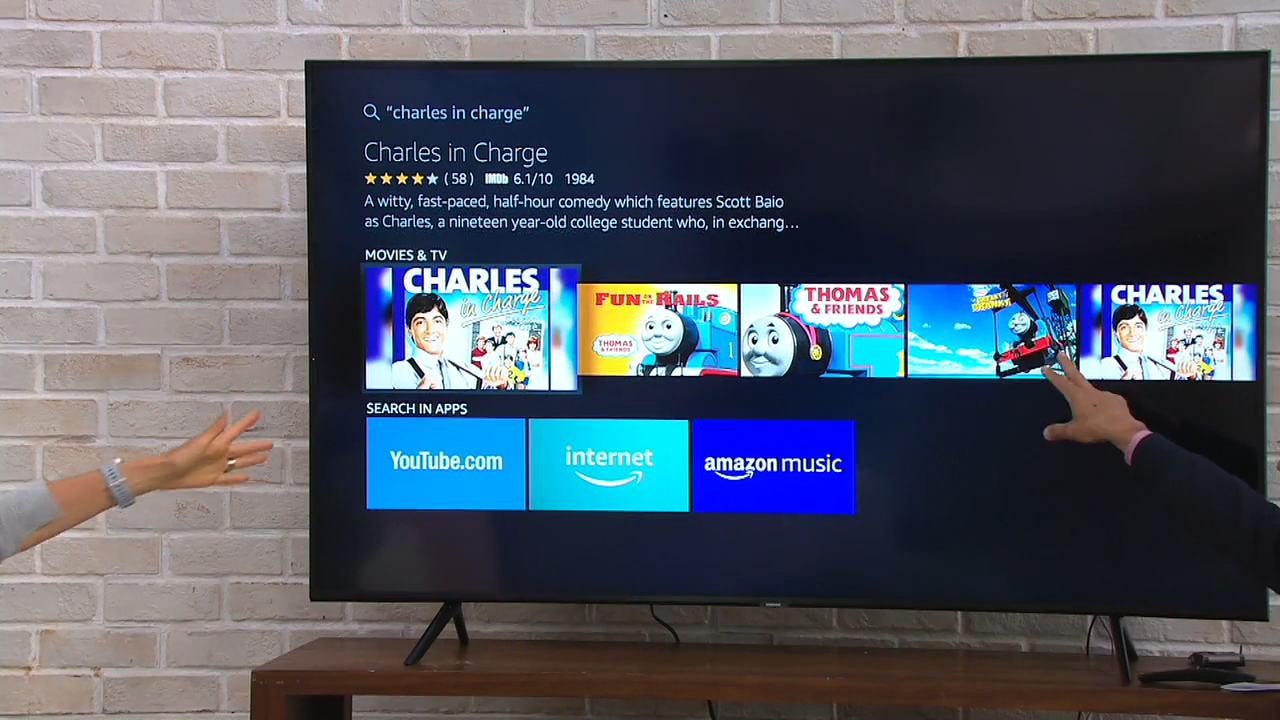 "charles in charge"
Charles in Charge
(58) IMDb 6.1/10 1984
A witty, fast-paced, half-hour comedy which features Scott Baio
as Charles, a nineteen year-old college student who, in exchang...
MOVIES & TV
CHARLES
in Charge
FUN ON THE RAILS
THOMAS
& FRIENDS
1
THOMAS
& FRIENDS
CHARLES
in Charge
SEARCH IN APPS
YouTube.com
internet
amazon music